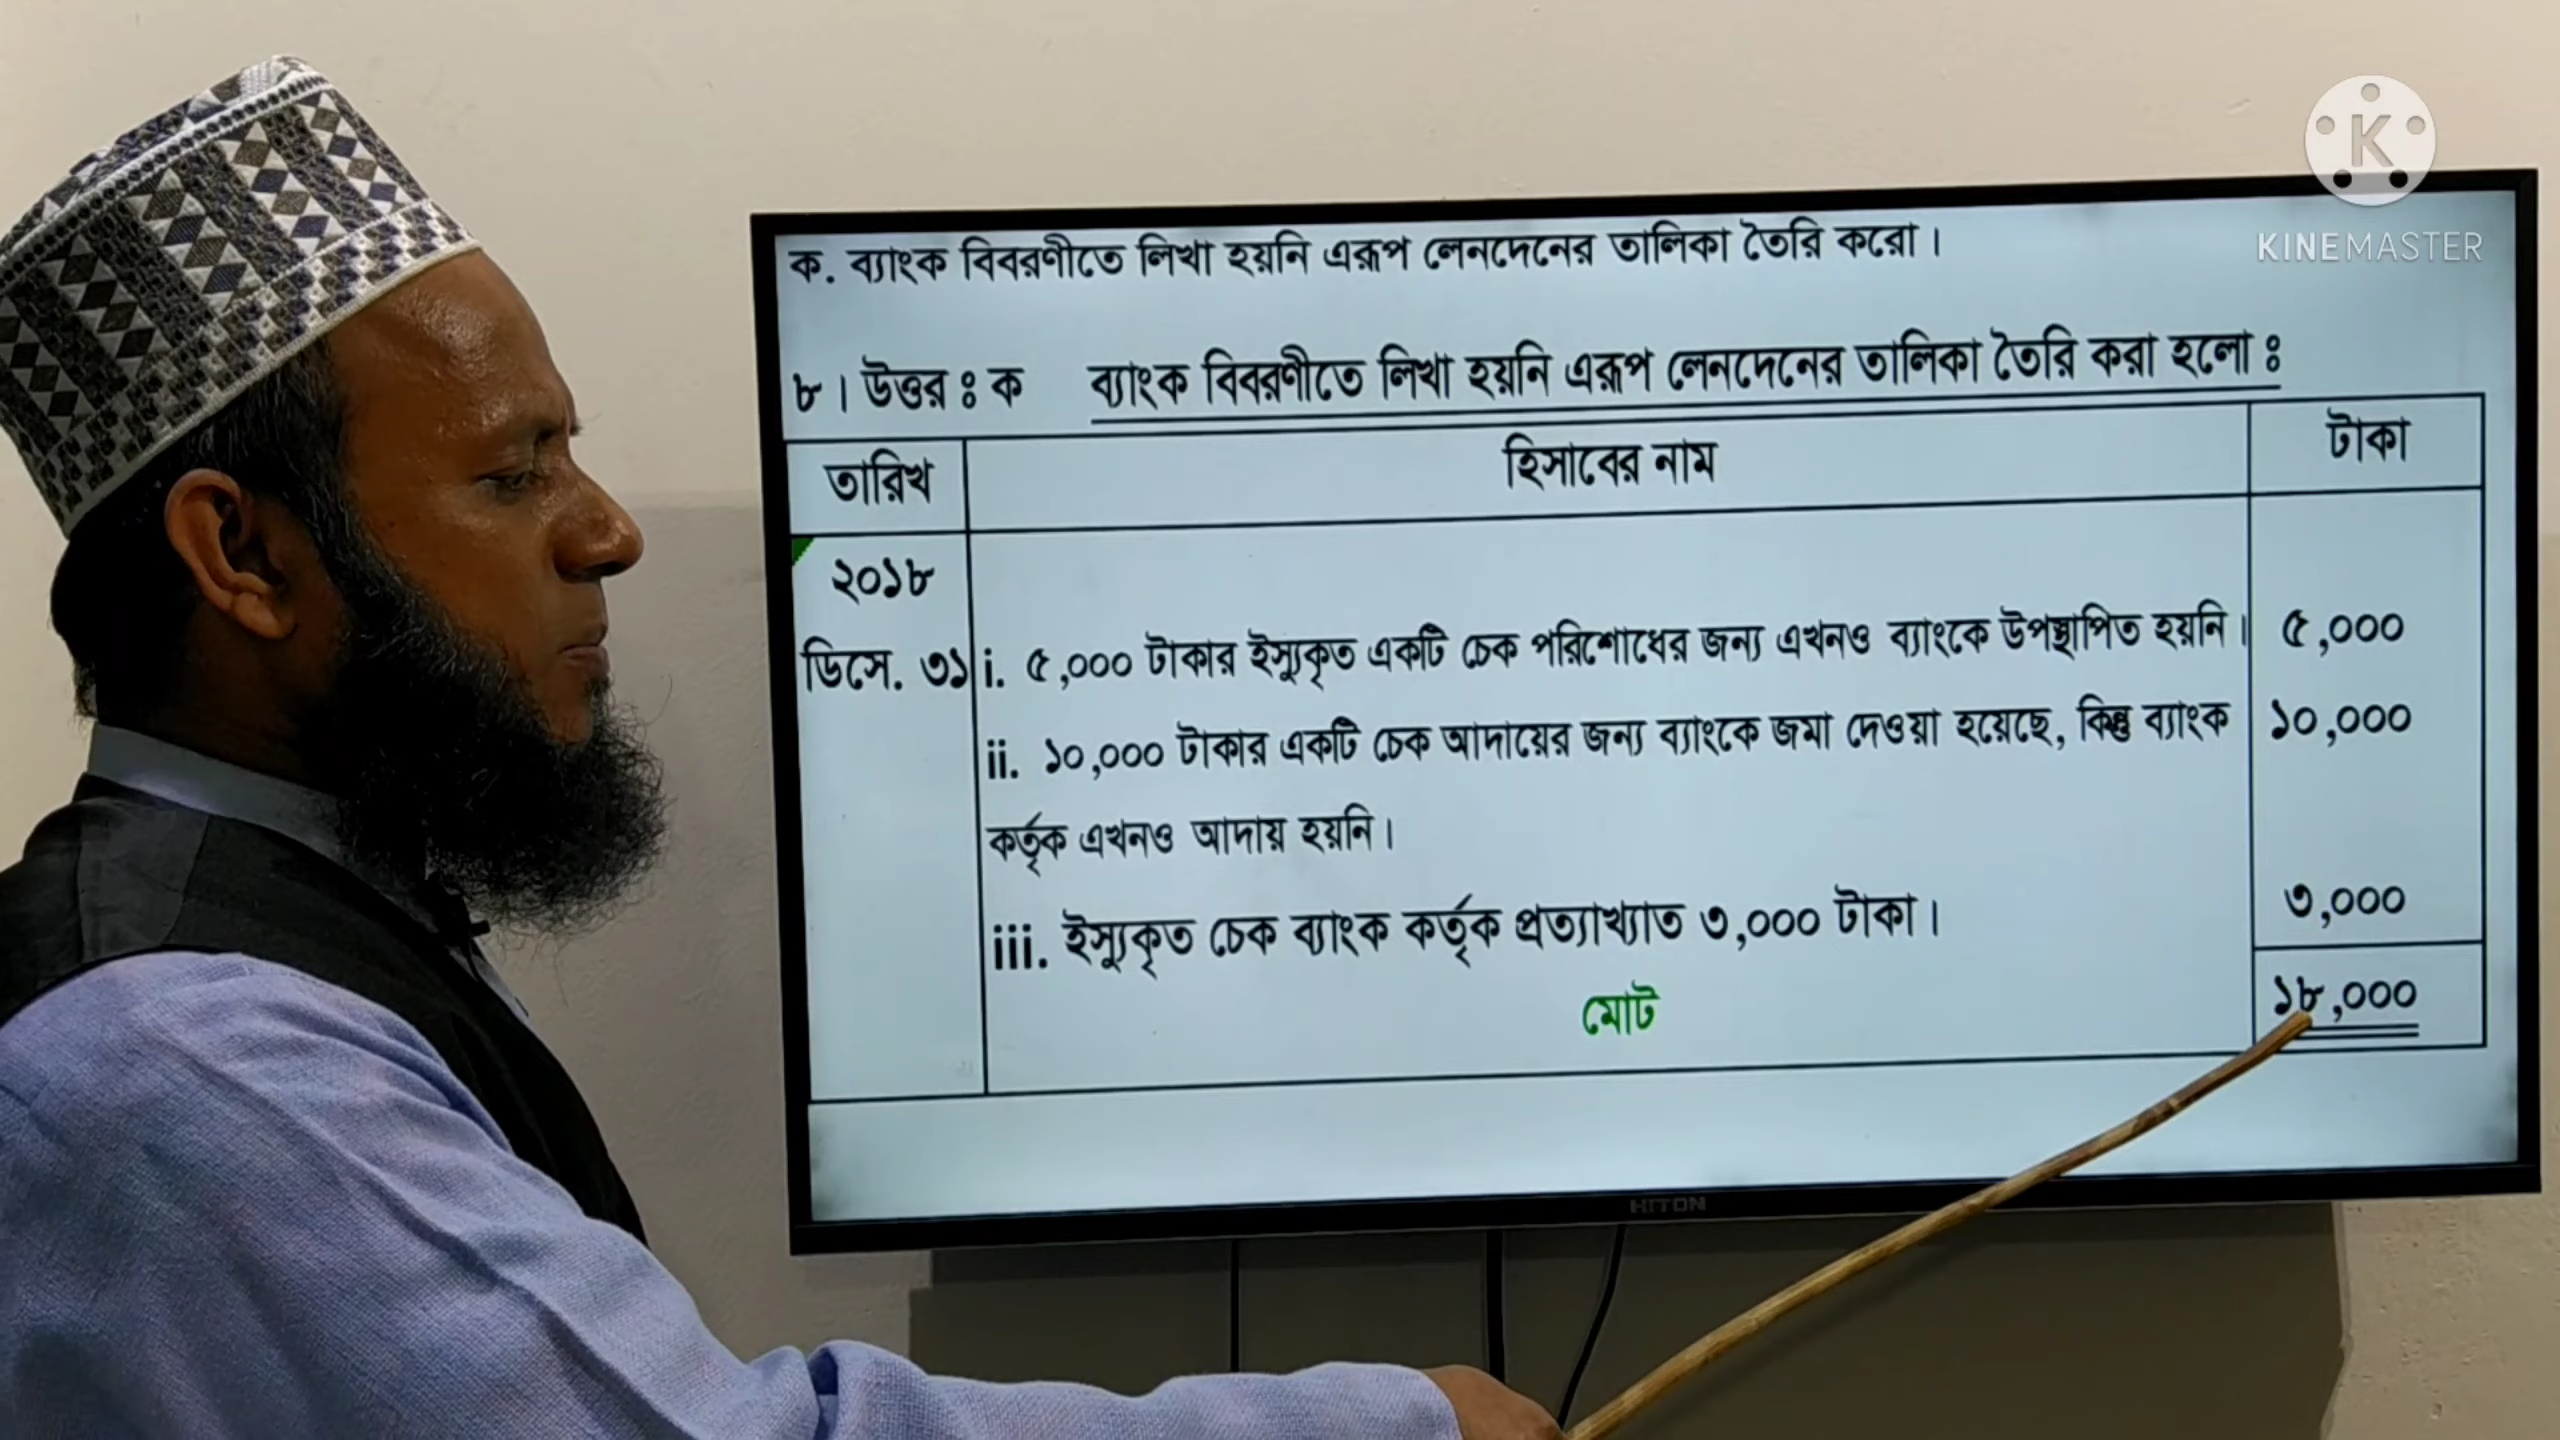 K
KINEMASTER
ক. ব্যাংক বিবরণীতে লিখা হয়নি এরূপ লেনদেনের তালিকা তৈরি করো।
৮। উত্তর ঃ ক ব্যাংক বিবরণীতে লিখা হয়নি এরূপ লেনদেনের তালিকা তৈরি করা হলো ঃ
তারিখ হিসাবের নাম টাকা
২০১৮
ডিসে. ৩১ i. ৫,০০০ টাকার ইস্যুকৃত একটি চেক পরিশোধের জন্য এখনও ব্যাংকে উপস্থাপিত হয়নি। ৫,০০০
ii. ১০,০০০ টাকার একটি চেক আদায়ের জন্য ব্যাংকে জমা দেওয়া হয়েছে, কিন্তু ব্যাংক ১০,০০০
কর্তৃক এখনও আদায় হয়নি।
iii. ইস্যুকৃত চেক ব্যাংক কর্তৃক প্রত্যাখ্যাত ৩,০০০ টাকা। ৩,০০০
মোট ১৮,০০০
HITON